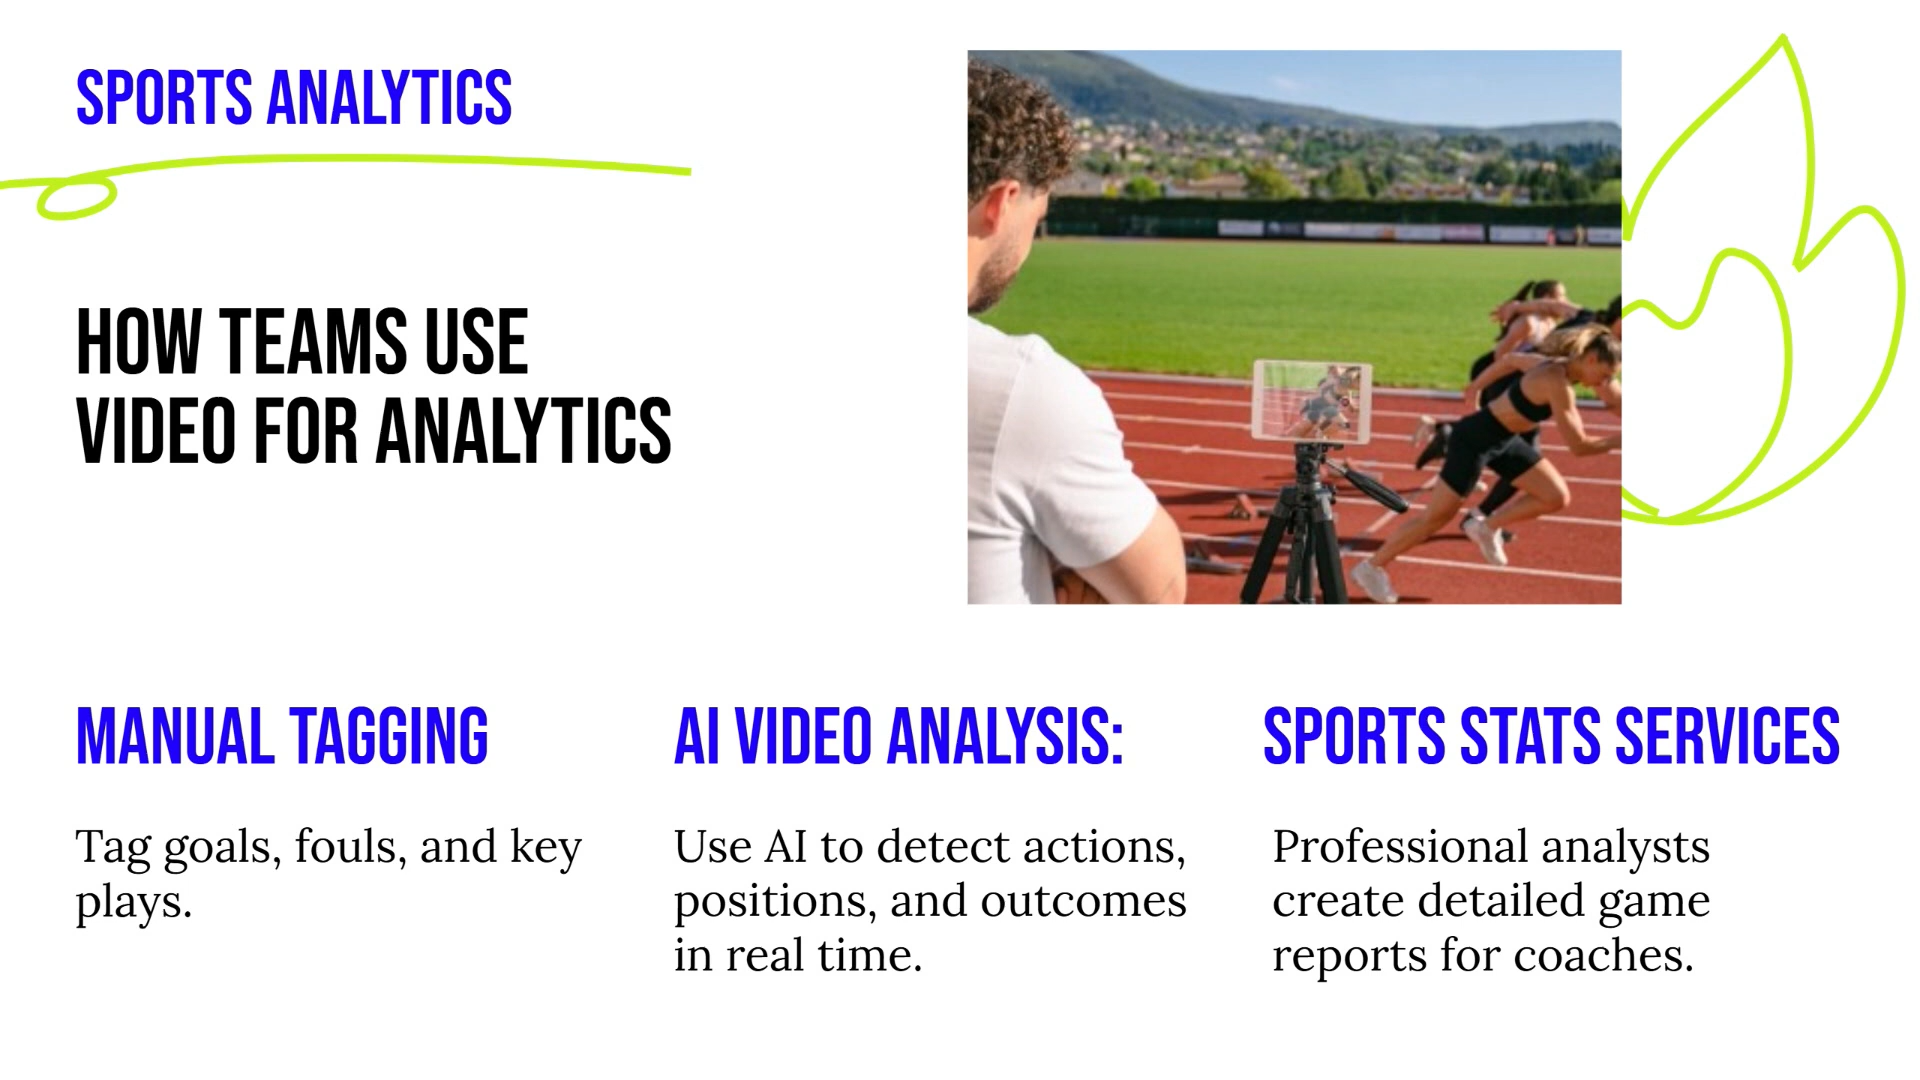 SPORTS ANALYTICS
HOW TEAMS USE
VIDEO FOR ANALYTICS
MANUAL TAGGING
Tag goals, fouls, and key
plays.
AI VIDEO ANALYSIS:
Use AI to detect actions,
positions, and outcomes
in real time.
SPORTS STATS SERVICES
Professional analysts
create detailed game
reports for coaches.